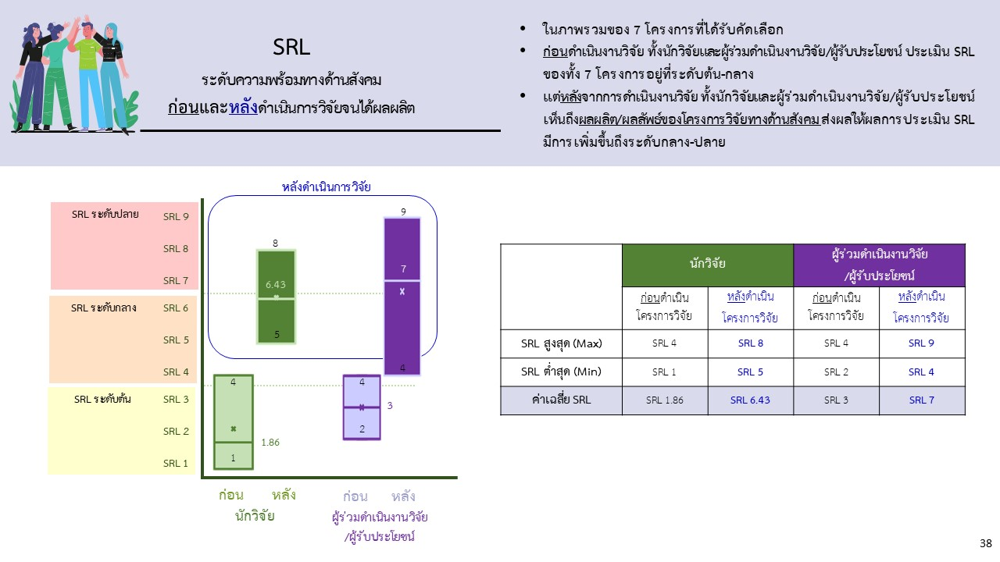 SRL
ระดับความพร้อมทางด้านสังคม
ก่อนและหลังดำเนินการวิจัยจนได้ผลผลิต
• ในภาพรวมของ 7 โครงการที่ได้รับคัดเลือก
• ก่อนดำเนินงานวิจัย ทั้งนักวิจัยและผู้ร่วมดำเนินงานวิจัย/ผู้รับประโยชน์ ประเมิน SRL
ของทั้ง 7 โครงการอยู่ที่ระดับต้น-กลาง
• แต่หลังจากการดำเนินงานวิจัย ทั้งนักวิจัยและผู้ร่วมดำเนินงานวิจัย/ผู้รับประโยชน์
เห็นถึงผลผลิต/ผลลัพธ์ของโครงการวิจัยทางด้านสังคม ส่งผลให้ผลการประเมิน SRL
มีการเพิ่มขึ้นถึงระดับกลาง-ปลาย
หลังดำเนินการวิจัย
SRL ระดับปลาย
SRL 9
SRL 8
SRL 7
SRL ระดับกลาง
SRL 6
SRL 5
SRL 4
SRL ระดับต้น
SRL 3
SRL 2
SRL 1
4
1
1.86
8
6.43
5
4
3
2
9
7
4
ก่อน หลัง
นักวิจัย
ก่อน หลัง
ผู้ร่วมดำเนินงานวิจัย
/ผู้รับประโยชน์
นักวิจัย
ผู้ร่วมดำเนินงานวิจัย
/ผู้รับประโยขน์
ก่อนดำเนิน หลังดำเนิน ก่อนดำเนิน หลังดำเนิน
โครงการวิจัย โครงการวิจัย โครงการวิจัย โครงการวิจัย
SRL สูงสุด (Max) SRL 4 SRL 8 SRL 4 SRL 9
SRL ต่ำสุด (Min) SRL 1 SRL 5 SRL 2 SRL 4
ค่าเฉลี่ย SRL SRL 1.86 SRL 6.43 SRL 3 SRL 7
38